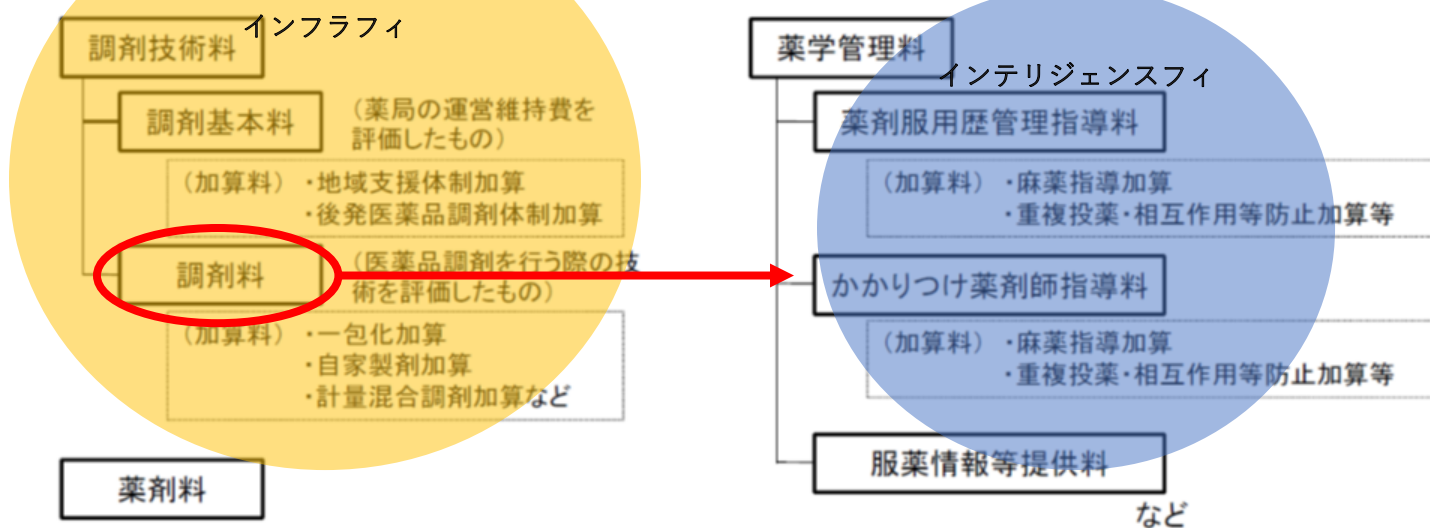 インフラフィ
調剤技術料
調剤基本料
（薬局の運営維持費を
評価したもの）
（加算料）・地域支援体制加算
・後発医薬品調剤体制加算
調剤料
（医薬品調剤を行う際の技
術を評価したもの）
（加算料）・一包化加算
・自家製剤加算
・計量混合調剤加算など
薬剤料
薬学管理料
インテリジェンスフィ
薬剤服用歴管理指導料
（加算料）・麻薬指導加算
・重複投薬・相互作用等防止加算等
かかりつけ薬剤師指導料
（加算料）・麻薬指導加算
・重複投薬・相互作用等防止加算等
服薬情報等提供料
など